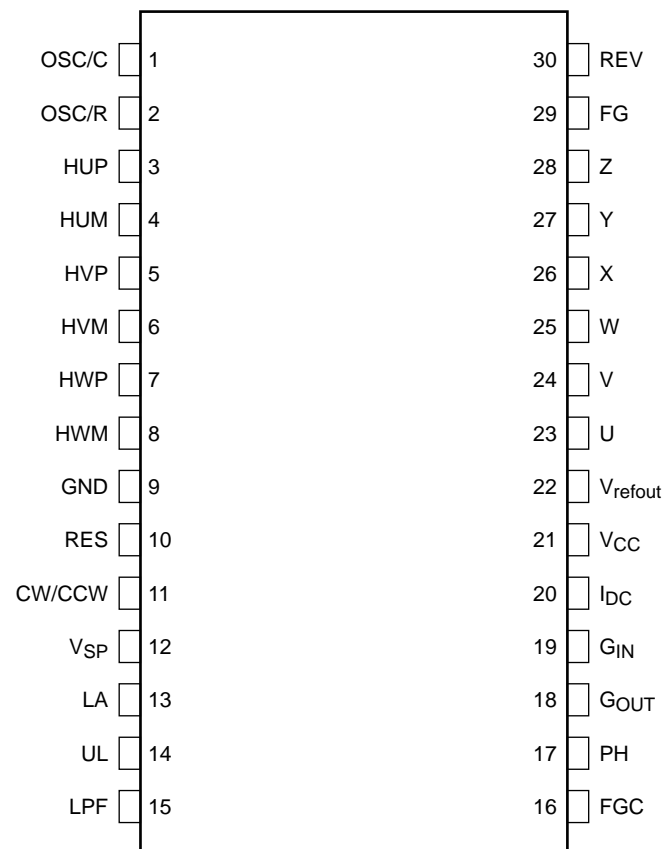 OSC/C 1 30 REV
OSC/R 2 29 FG
HUP 3 28 Z
HUM 4 27 Y
HVP 5 26 X
HVM 6 25 W
HWP 7 24 V
HWM 8 23 U
GND 9 22 Vrefout
RES 10 21 VCC
CW/CCW 11 20 IDC
VSP 12 19 GIN
LA 13 18 GOUT
UL 14 17 PH
LPF 15 16 FGC